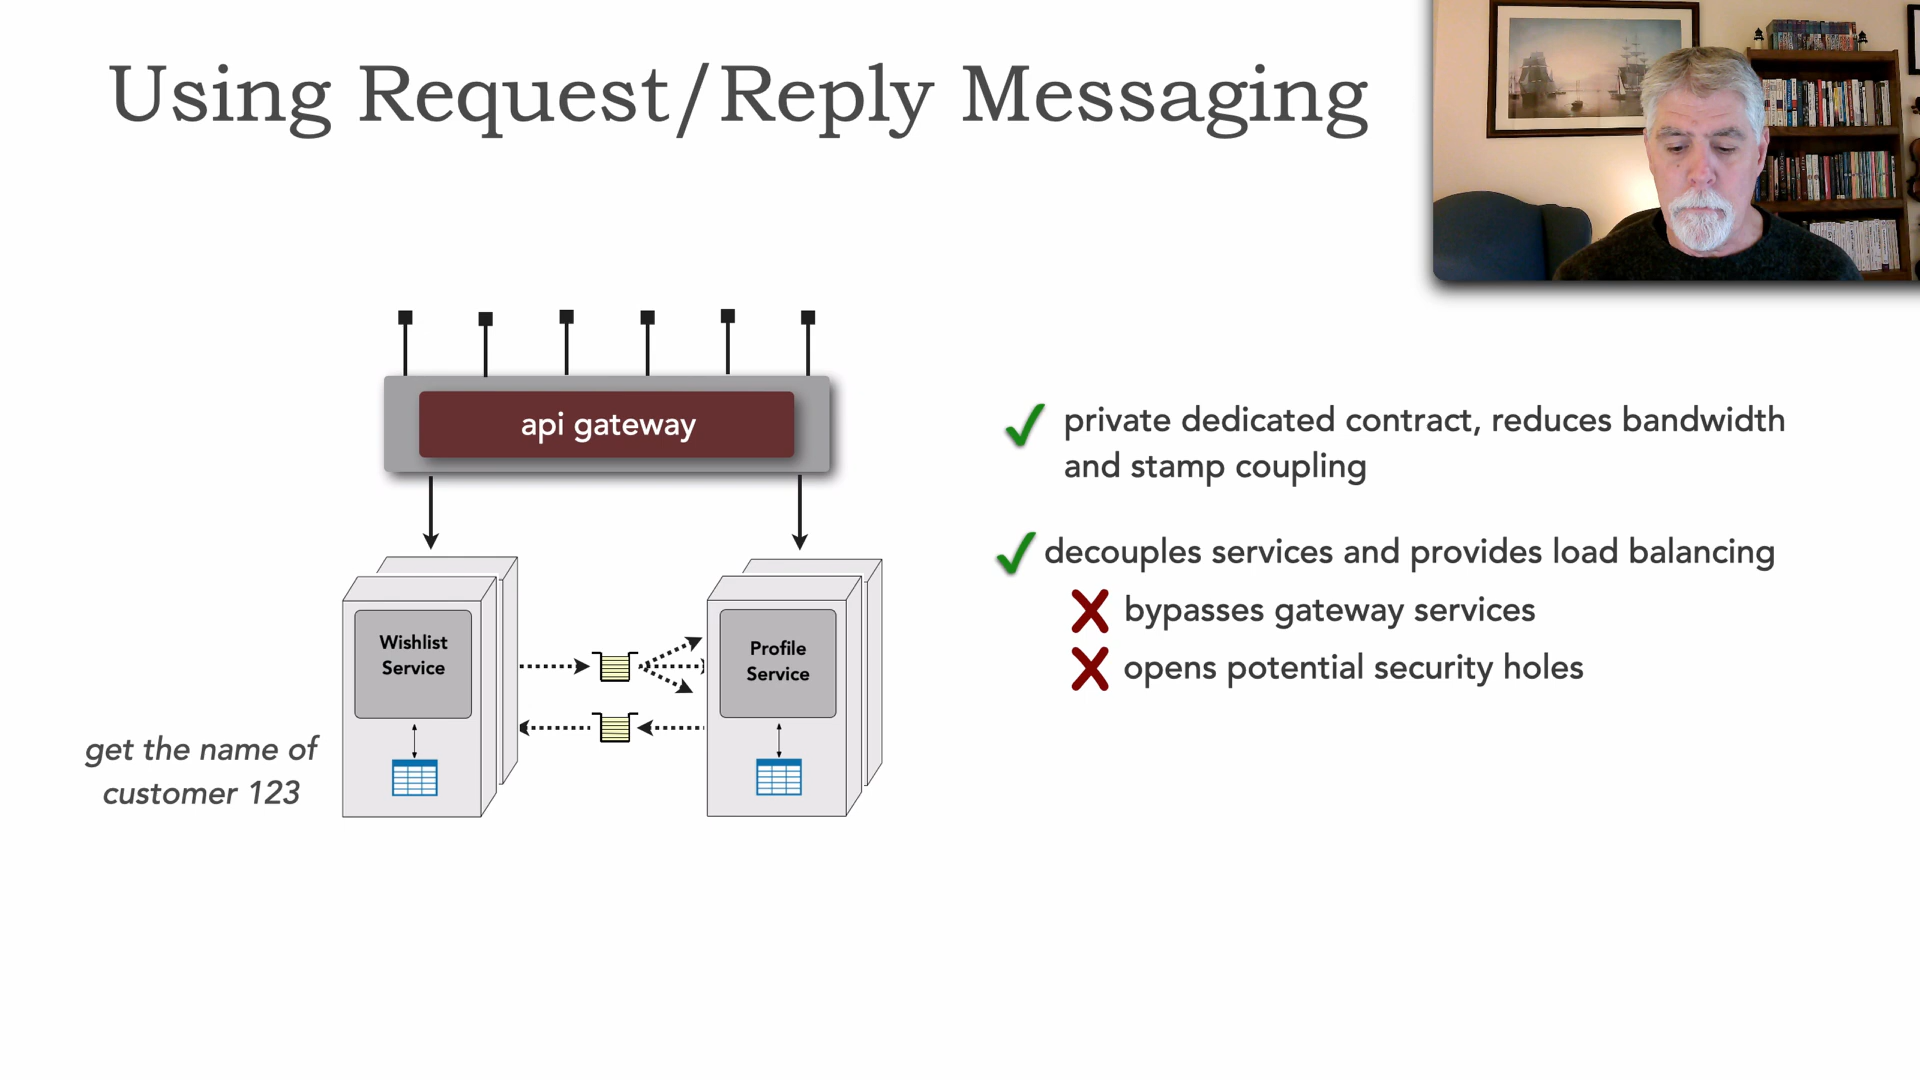 Using Request/Reply Messaging
api gateway
private dedicated contract, reduces bandwidth
and stamp coupling
decouples services and provides load balancing
bypasses gateway services
opens potential security holes
Wishlist
Service
Profile
Service
get the name of
customer 123